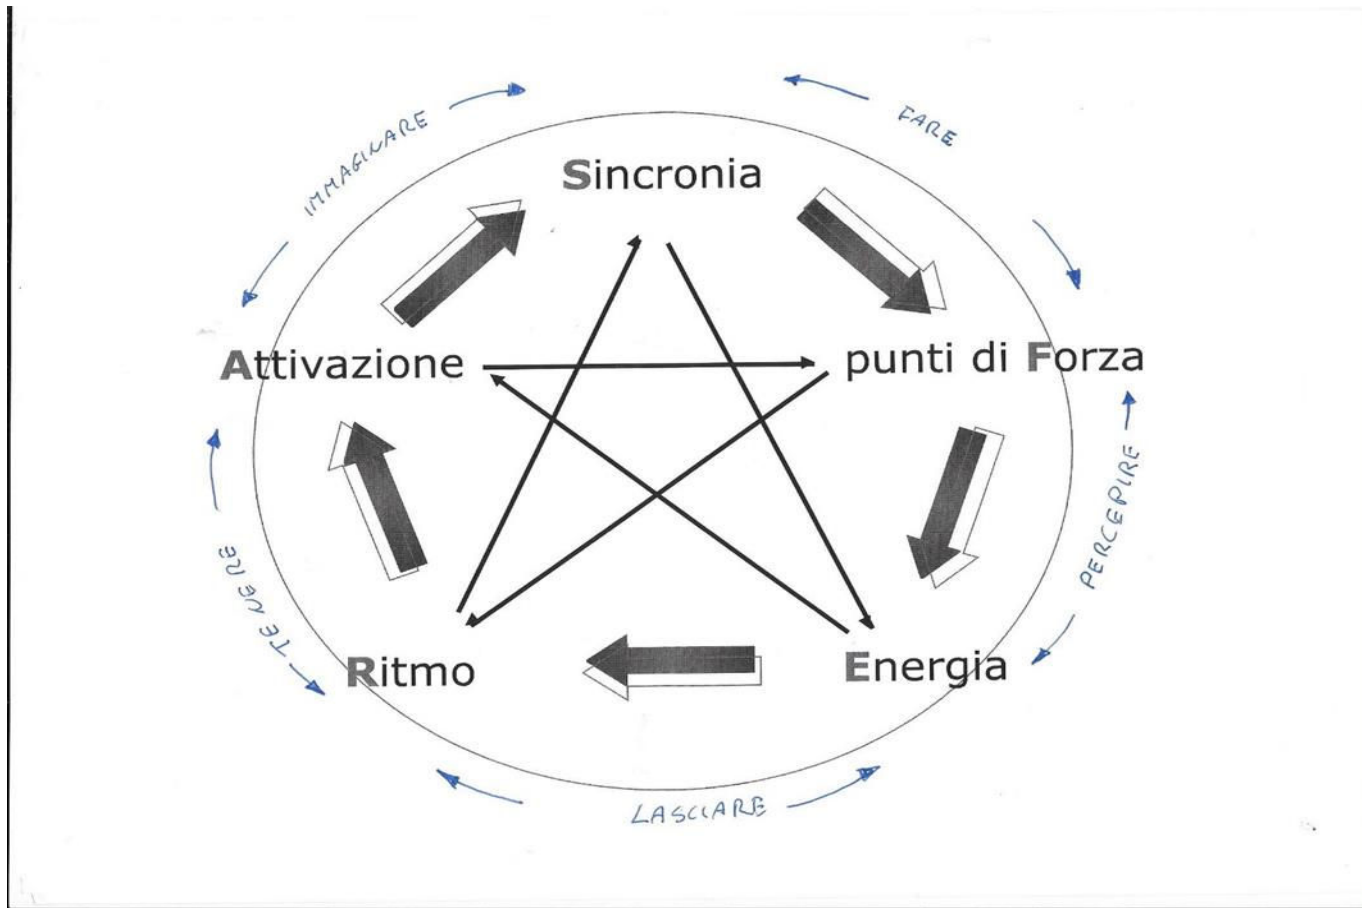 IMMAGINARE
FARE
Sincronia
Attivazione
punti di Forza
PERCEPIRE
TENERE
Ritmo
Energia
LASCIARE